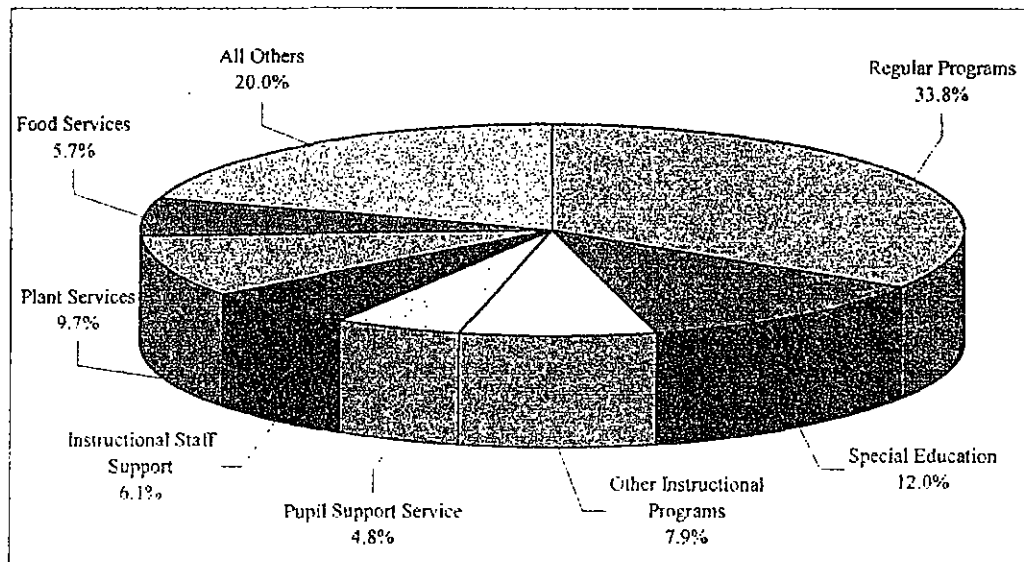 All Others
20.0%
Regular Programs
33.8%
Food Services
5.7%
Plant Services
9.7%
Instructional Staff
Support
6.1%
Pupil Support Service
4.8%
Other Instructional
Programs
7.9%
Special Education
12.0%